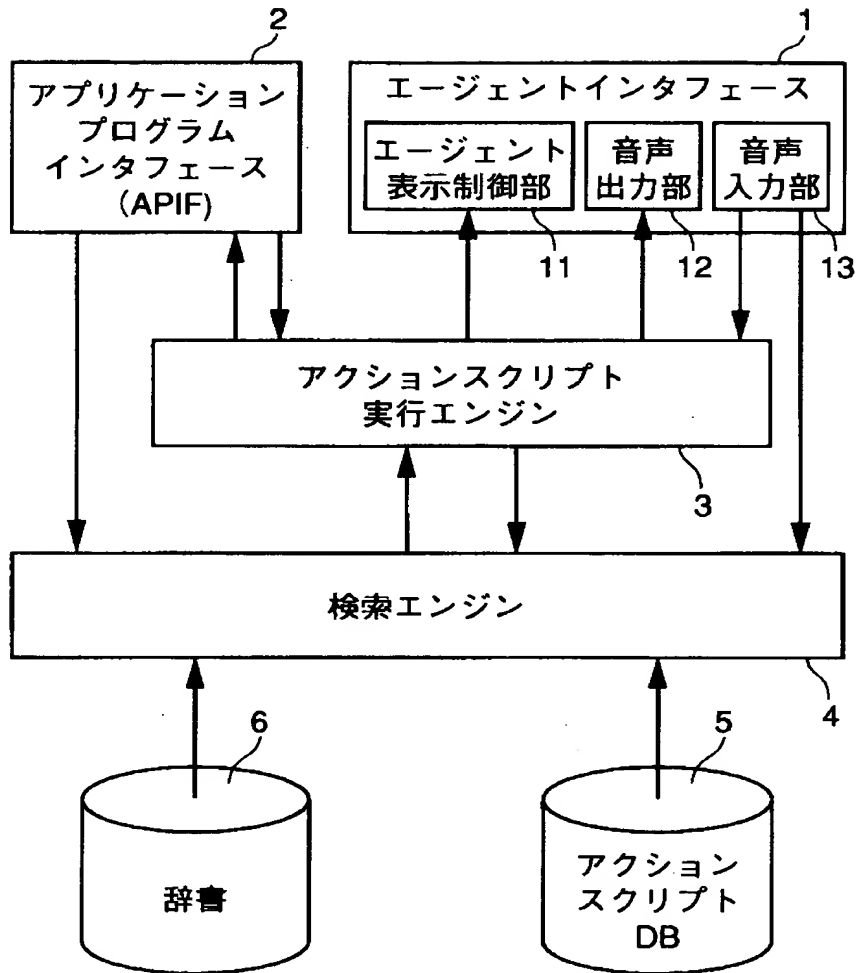 2
1
アプリケーション
プログラム
インタフェース
(APIF)
エージェントインタフェース
エージェント
表示制御部
音声
出力部
音声
入力部
11
12
13
アクションスクリプト
実行エンジン
3
検索エンジン
4
6
5
辞書
アクション
スクリプト
DB